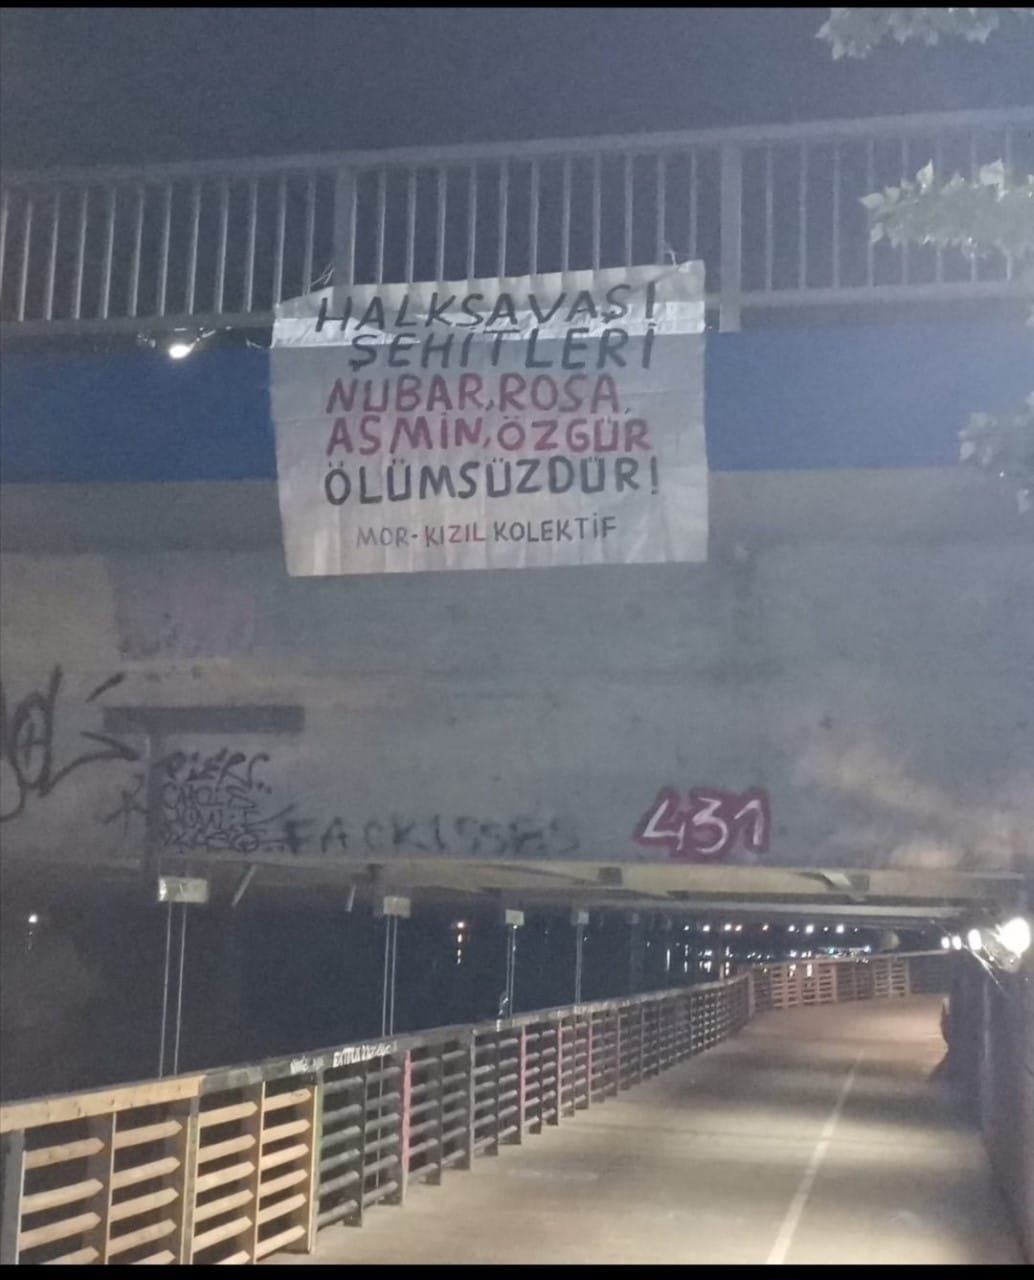 HALKSAVAŞI
ŞEHİTLERİ
NUBAR, ROSA,
ASMİN, ÖZGÜR
ÖLÜMSÜZDÜR!
MOR-KIZIL KOLEKTİF
431